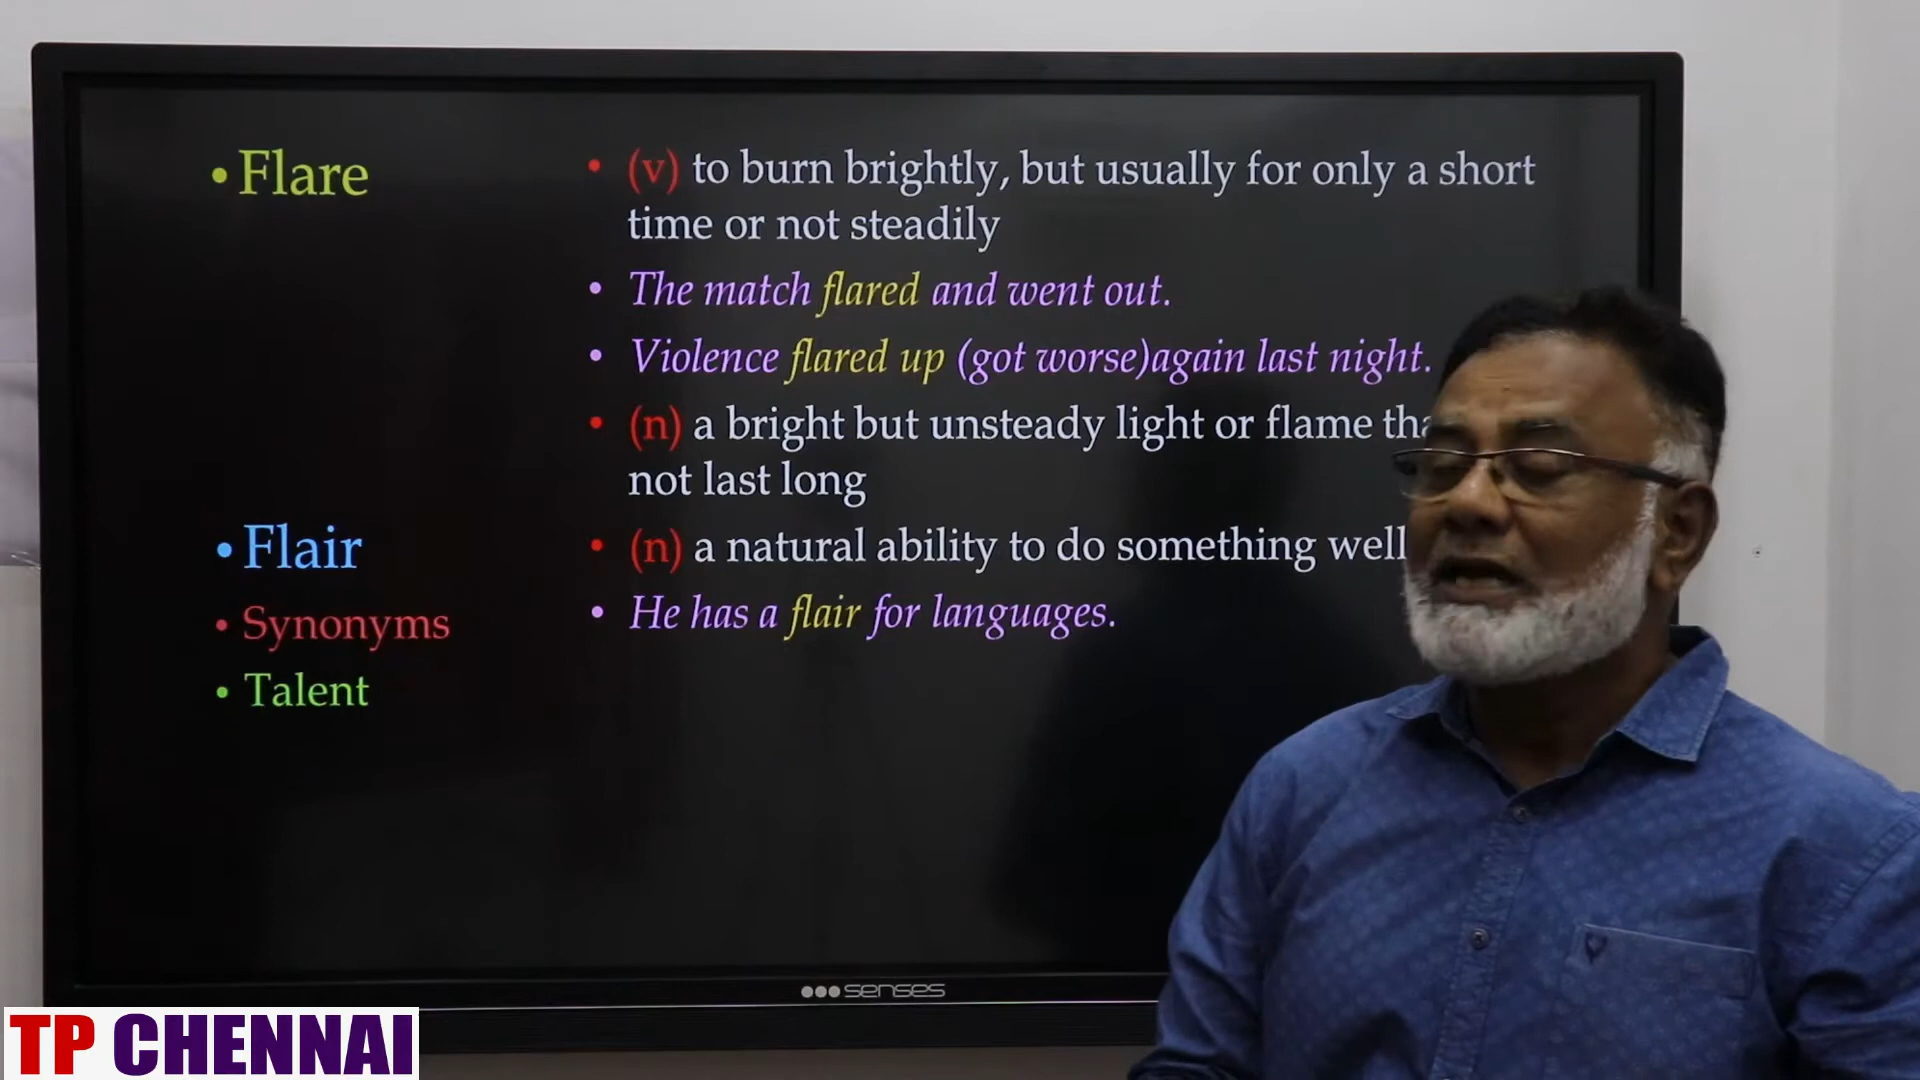 • Flare
• (v) to burn brightly, but usually for only a short
time or not steadily
• The match flared and went out.
• Violence flared up (got worse)again last night.
• (n) a bright but unsteady light or flame
not last long
• Flair
• (n) a natural ability to do something well
• He has a flair for languages.
• Synonyms
• Talent
senses
TP CHENNAI